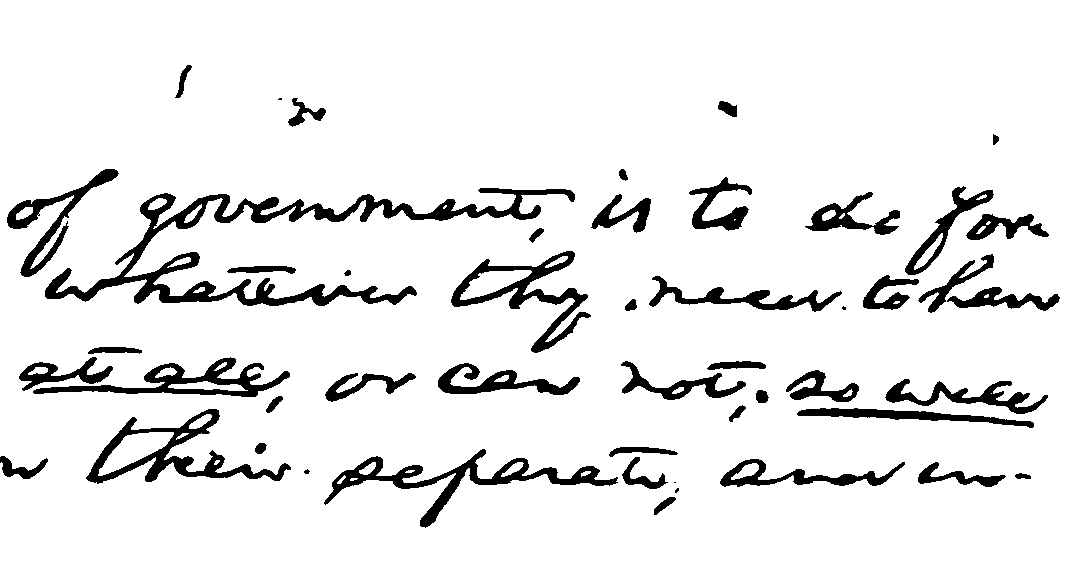 of government, is to do for
whatever they need to have
at all, or can not, so well
in their separate, and in-